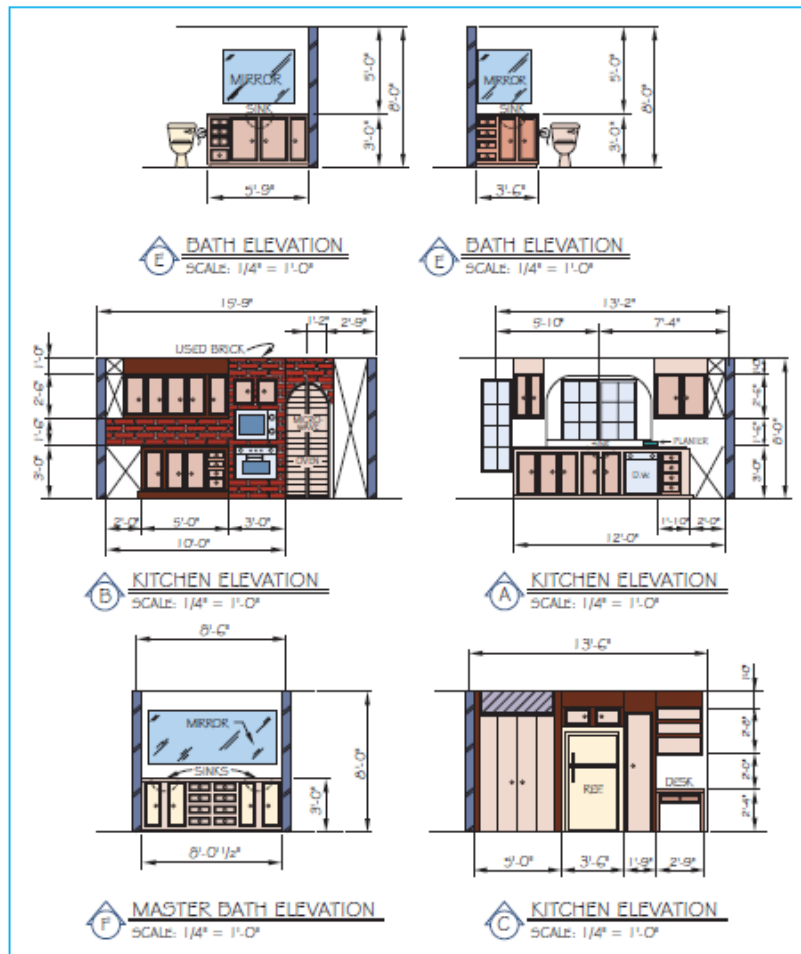 MIRROR
SINK
5'-0"
3'-0"
8'-0"
5'-9"
E
BATH ELEVATION
SCALE: 1/4" = 1'-0"
MIRROR
SINK
5'-0"
3'-0"
8'-0"
3'-6"
E
BATH ELEVATION
SCALE: 1/4" = 1'-0"
15'-9"
1'-2"
2'-9"
USED BRICK
1'-0"
2'-6"
1'-6"
3'-0"
OVEN
2'-0"
5'-0"
3'-0"
10'-0"
B
KITCHEN ELEVATION
SCALE: 1/4" = 1'-0"
13'-2"
5'-10"
7'-4"
1'-0"
2'-6"
1'-6"
3'-0"
8'-0"
PLANTER
D.W.
1'-10"
2'-0"
12'-0"
A
KITCHEN ELEVATION
SCALE: 1/4" = 1'-0"
8'-6"
MIRROR
SINKS
3'-0"
8'-0"
8'-0 1/2"
F
MASTER BATH ELEVATION
SCALE: 1/4" = 1'-0"
13'-6"
1'-0"
2'-8"
2'-0"
2'-4"
REF.
DESK
5'-0"
3'-6"
1'-9"
2'-9"
C
KITCHEN ELEVATION
SCALE: 1/4" = 1'-0"